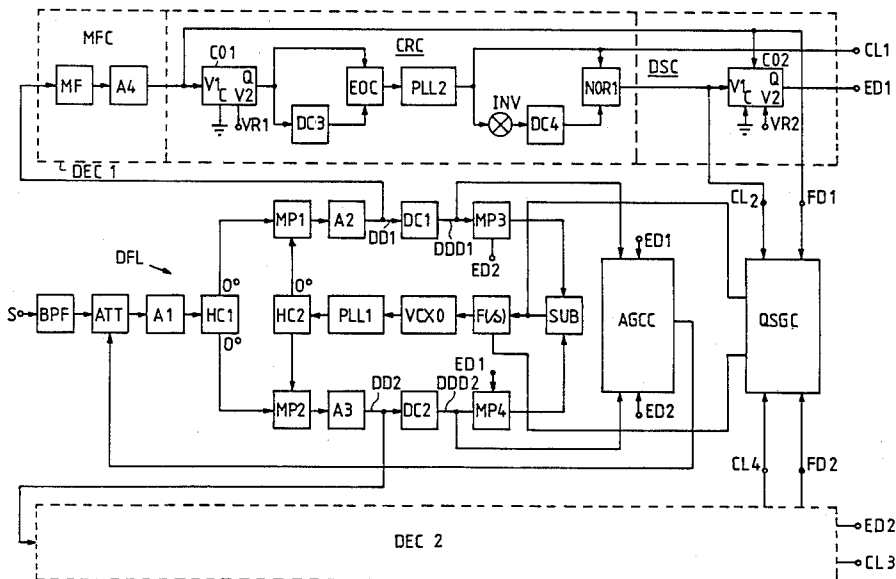 MFC
CO1
CRC
CO2
CL1
MF
A4
V1
Q
C
V2
EOC
PLL2
NOR1
DSC
V1
Q
C
V2
ED1
INV
VR1
DC3
DC4
VR2
DEC 1
CL2
FD1
MP1
A2
DC1
MP3
DD1
DDD1
ED2
ED1
DFL
0°
0°
S
BPF
ATT
A1
HC1
HC2
PLL1
VCXO
F(s)
SUB
AGCC
QSGC
0°
ED1
DD2
DDD2
MP2
A3
DC2
MP4
ED2
CL4
FD2
DEC 2
ED2
CL3